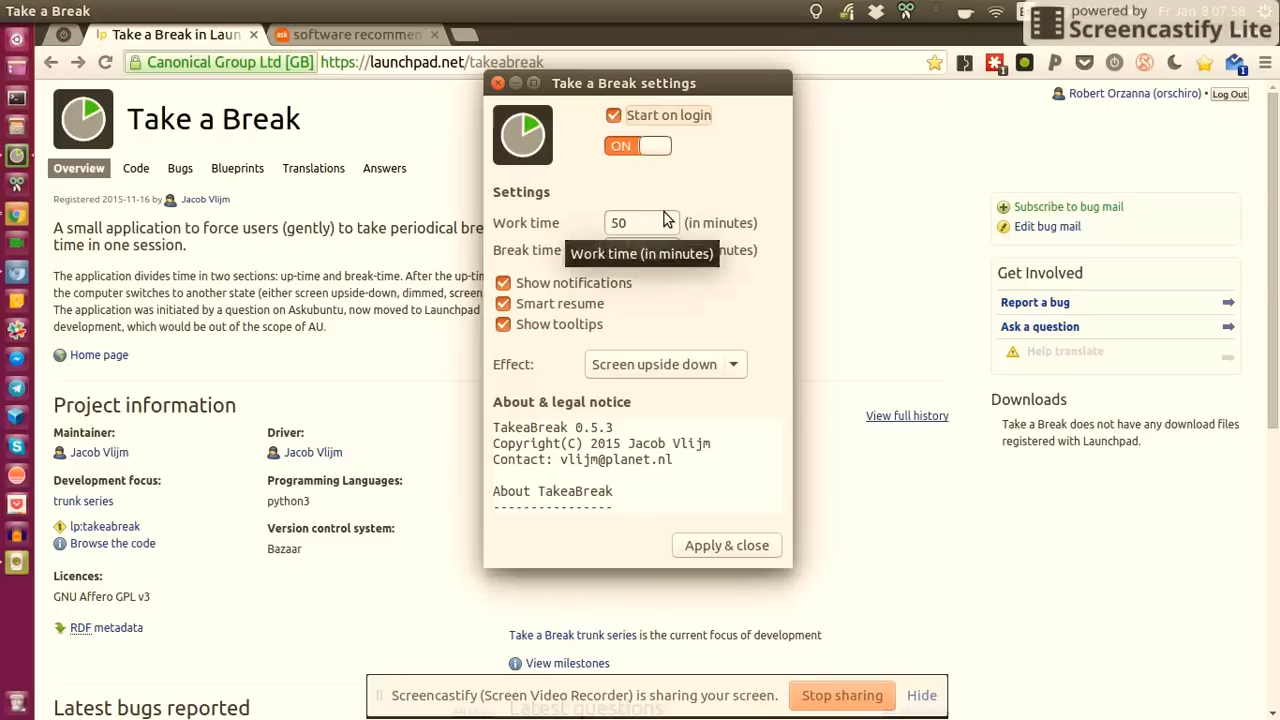 Take a Break
Fr Jan 8 07:58
powered by
Screencastify Lite
Take a Break in Laun
software recommen
Canonical Group Ltd [GB]
https://launchpad.net/takeabreak
Take a Break settings
Robert Orzanna (orschiro) • Log Out
Take a Break
Start on login
ON
Overview Code Bugs Blueprints Translations Answers
Registered 2015-11-16 by Jacob Vlijm
Settings
Work time 50 (in minutes)
Break time nutes)
Work time (in minutes)
Show notifications
Smart resume
Show tooltips
Effect: Screen upside down
About & legal notice
TakeaBreak 0.5.3
Copyright(C) 2015 Jacob Vlijm
Contact: vlijm@planet.nl
About TakeaBreak
----------------
Apply & close
A small application to force users (gently) to take periodical bre
time in one session.
The application divides time in two sections: up-time and break-time. After the up-tim
the computer switches to another state (either screen upside-down, dimmed, screen
The application was initiated by a question on Askubuntu, now moved to Launchpad
development, which would be out of the scope of AU.
Home page
Subscribe to bug mail
Edit bug mail
Get Involved
Report a bug
Ask a question
Help translate
Downloads
Take a Break does not have any download files
registered with Launchpad.
Project information
View full history
Maintainer:
Jacob Vlijm
Driver:
Jacob Vlijm
Development focus:
trunk series
Programming Languages:
python3
lp:takeabreak
Browse the code
Version control system:
Bazaar
Licences:
GNU Affero GPL v3
RDF metadata
Take a Break trunk series is the current focus of development
View milestones
Screencastify (Screen Video Recorder) is sharing your screen. Stop sharing Hide
Latest bugs reported
Latest questions